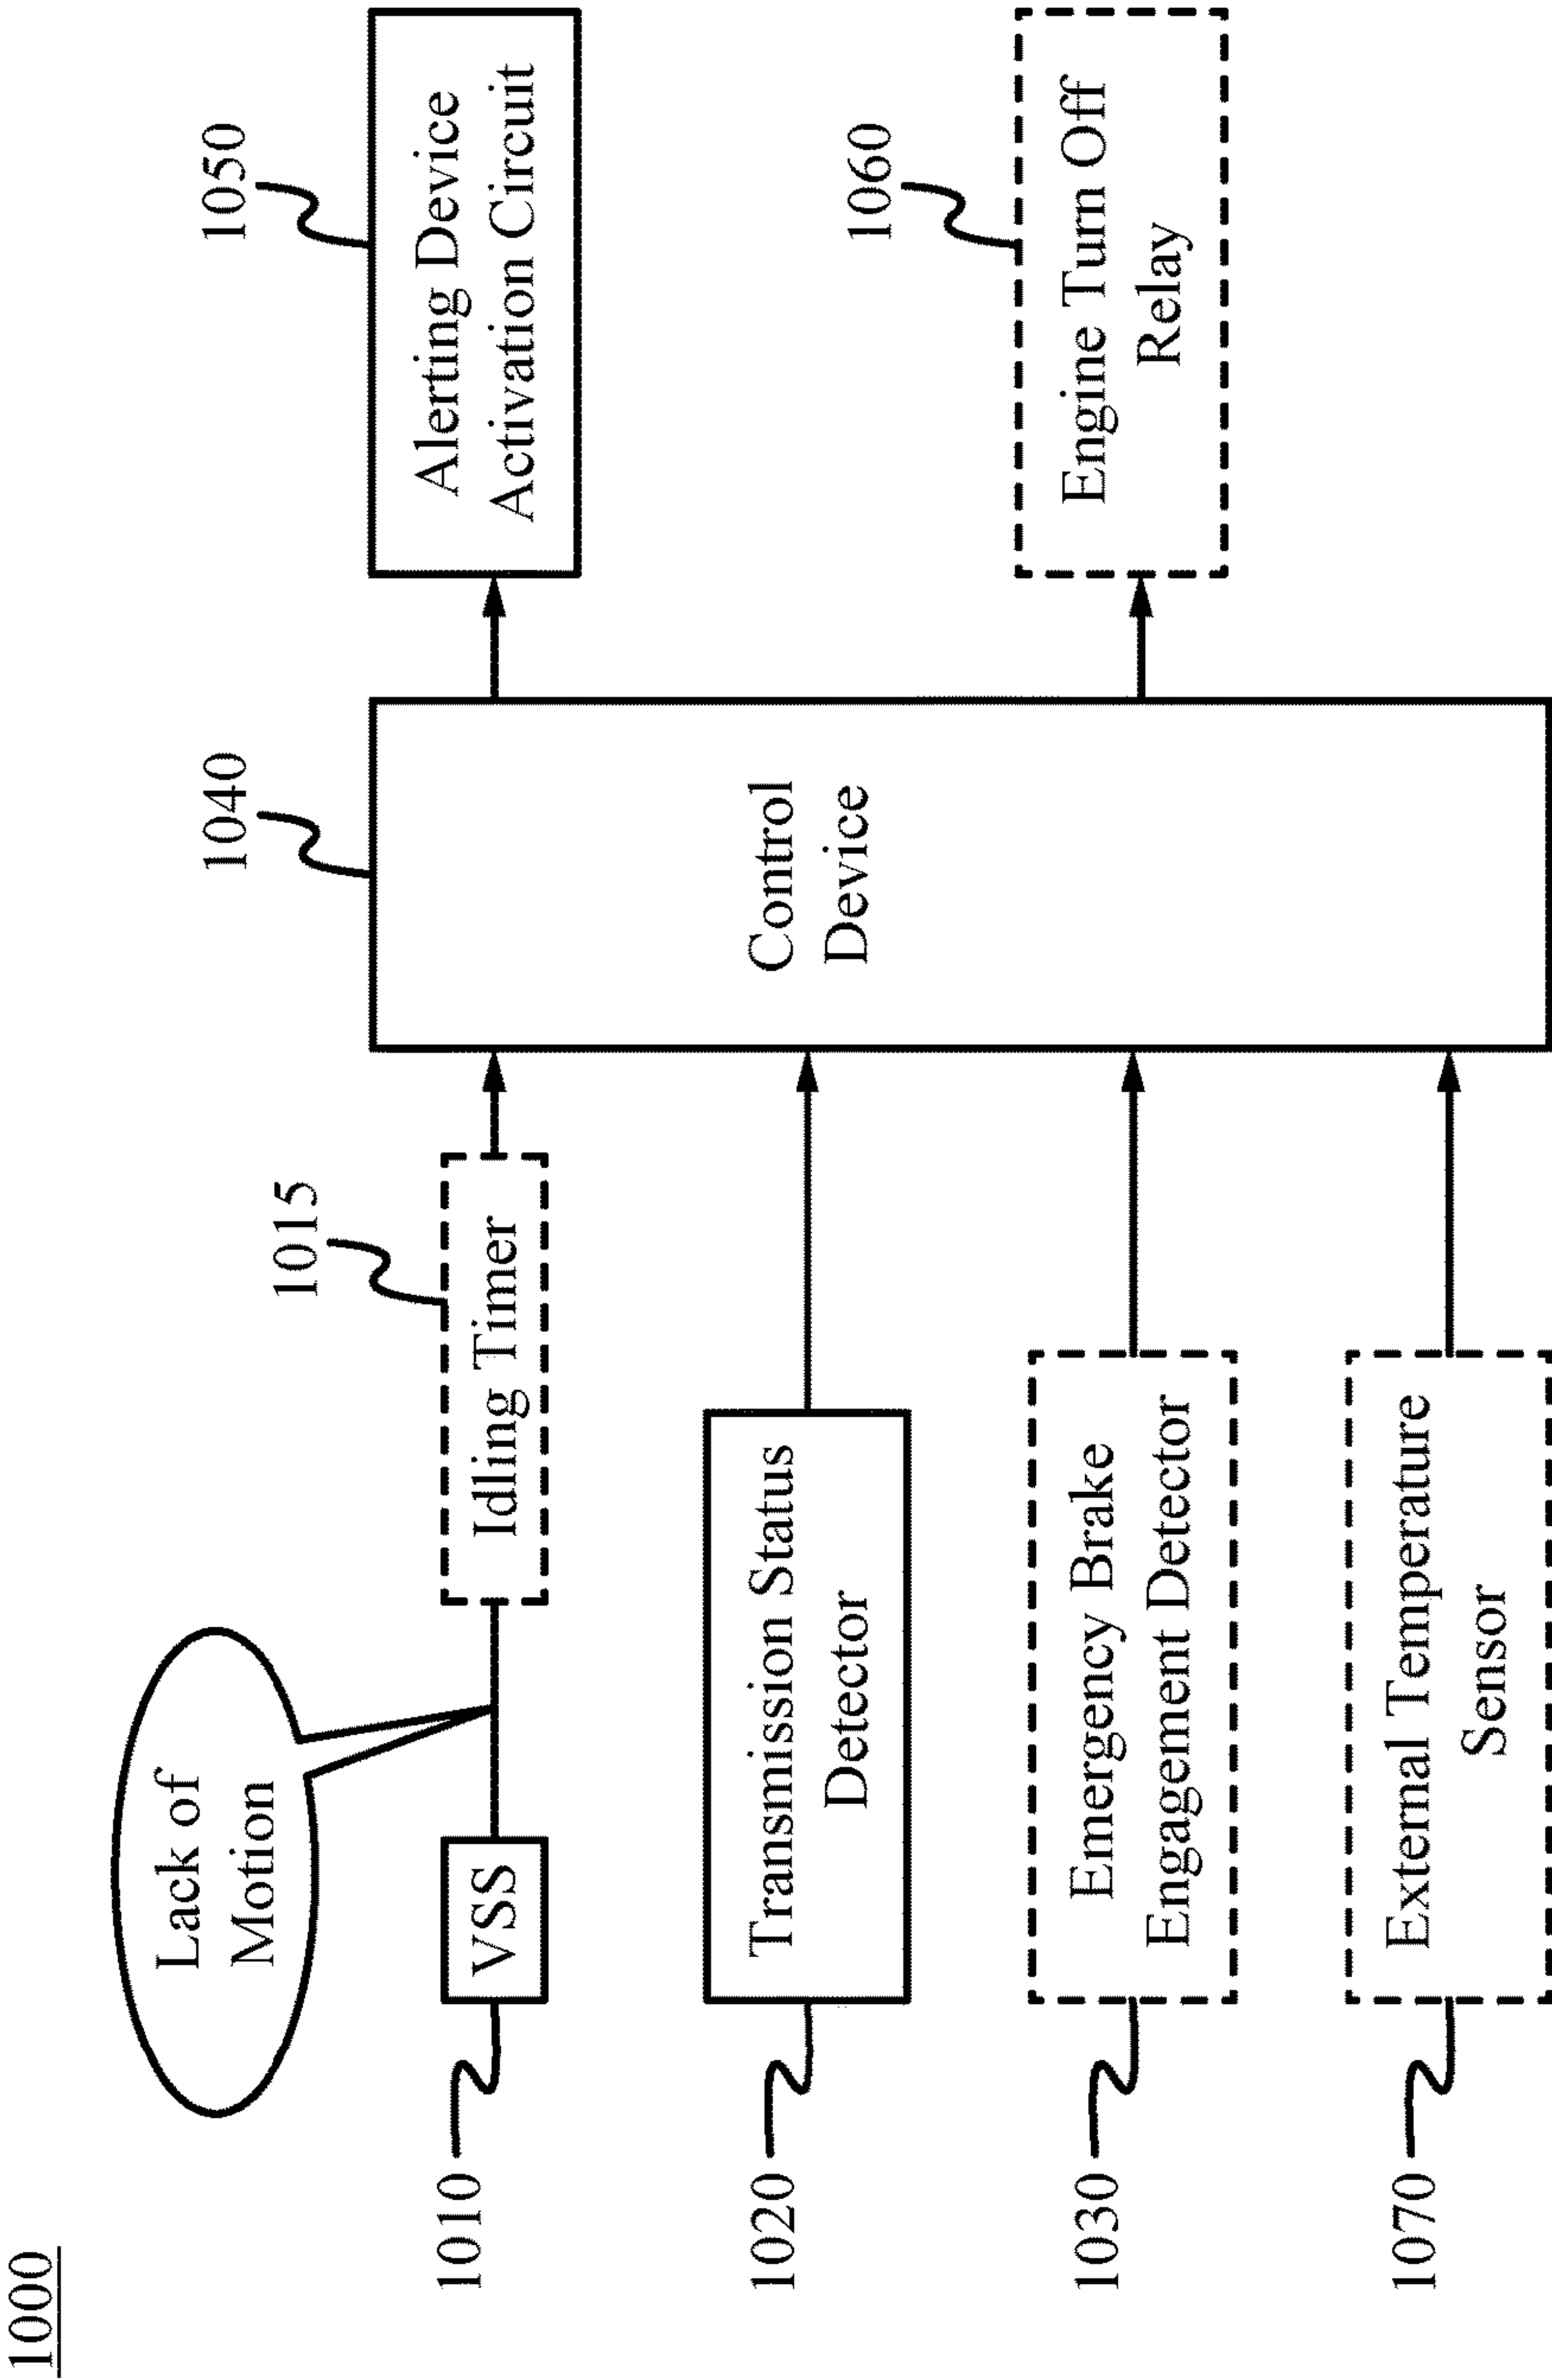 1000
Lack of
Motion
1010
VSS
1015
Idling Timer
1020
Transmission Status
Detector
1030
Emergency Brake
Engagement Detector
1070
External Temperature
Sensor
1040
Control
Device
1050
Alerting Device
Activation Circuit
1060
Engine Turn Off
Relay